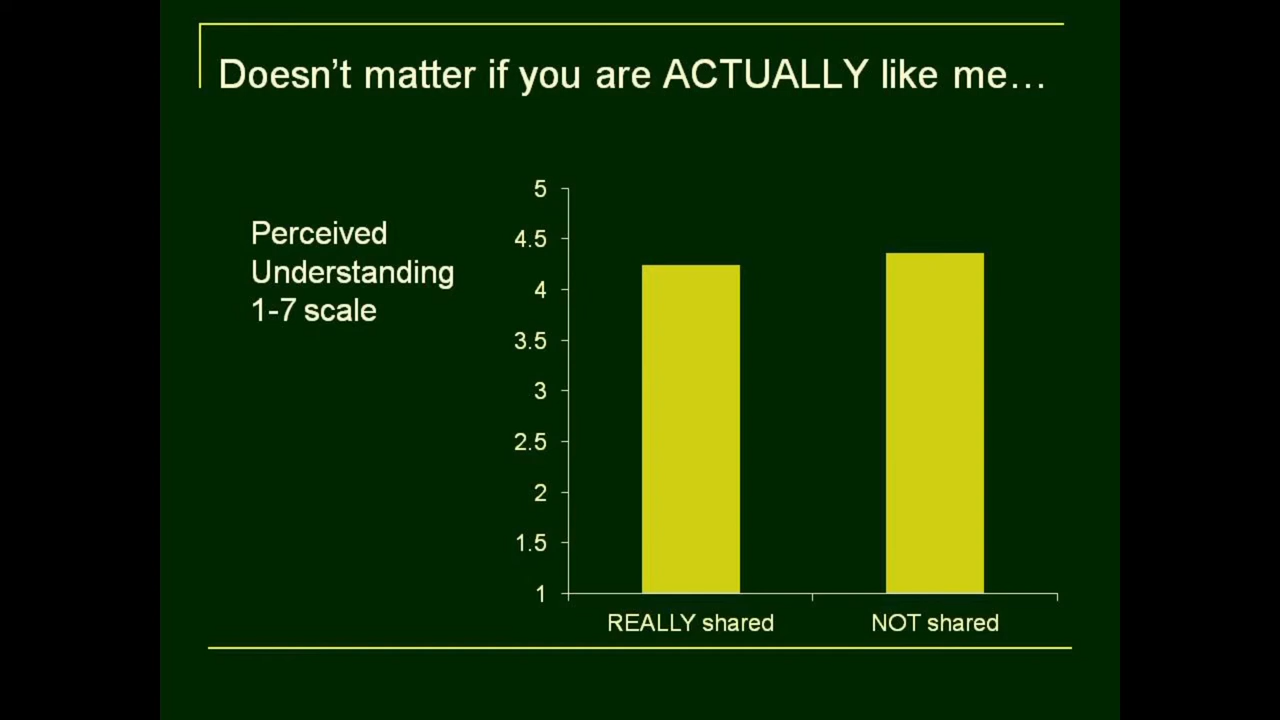 Doesn’t matter if you are ACTUALLY like me…
Perceived
Understanding
1-7 scale
5
4.5
4
3.5
3
2.5
2
1.5
1
REALLY shared
NOT shared